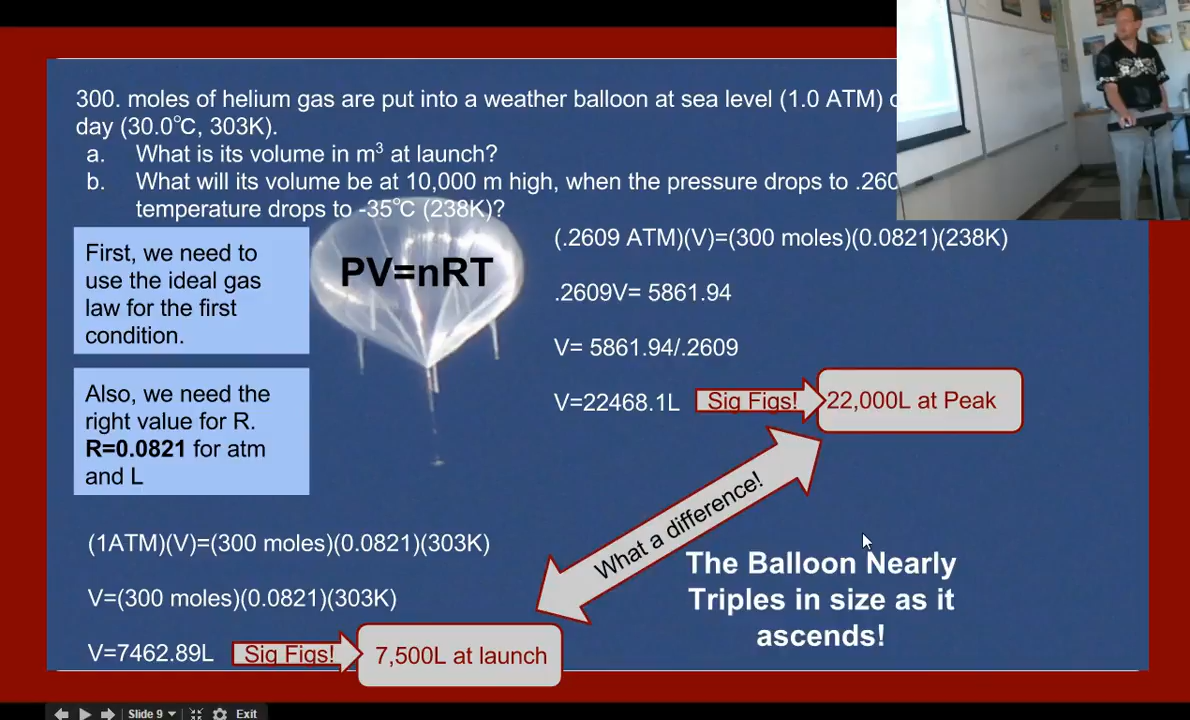 300. moles of helium gas are put into a weather balloon at sea level (1.0 ATM)
day (30.0°C, 303K).
a. What is its volume in m³ at launch?
b. What will its volume be at 10,000 m high, when the pressure drops to .260
temperature drops to -35°C (238K)?
First, we need to
use the ideal gas
law for the first
condition.
PV=nRT
Also, we need the
right value for R.
R=0.0821 for atm
and L
(1ATM)(V)=(300 moles)(0.0821)(303K)
V=(300 moles)(0.0821)(303K)
V=7462.89L
Sig Figs!
7,500L at launch
(.2609 ATM)(V)=(300 moles)(0.0821)(238K)
.2609V= 5861.94
V= 5861.94/.2609
V=22468.1L
Sig Figs!
22,000L at Peak
What a difference!
The Balloon Nearly
Triples in size as it
ascends!
Slide 9
Exit